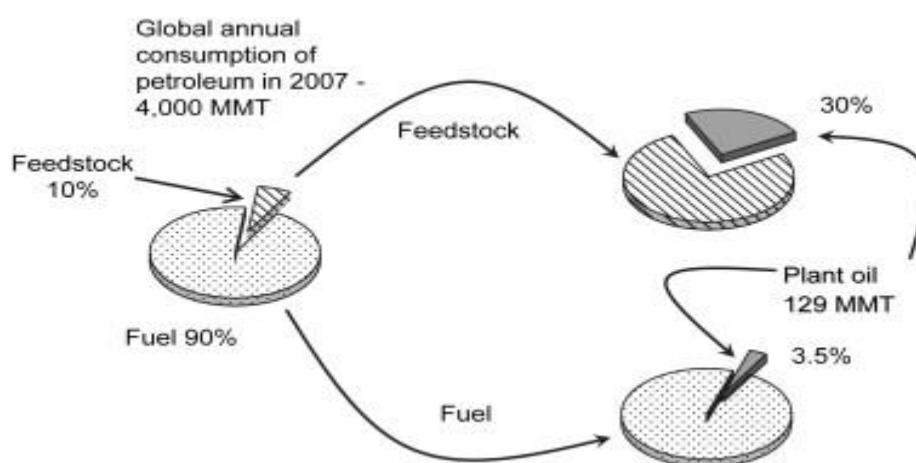 Global annual
consumption of
petroleum in 2007 -
4,000 MMT
Feedstock
10%
Fuel 90%
Feedstock
30%
Plant oil
129 MMT
3.5%
Fuel